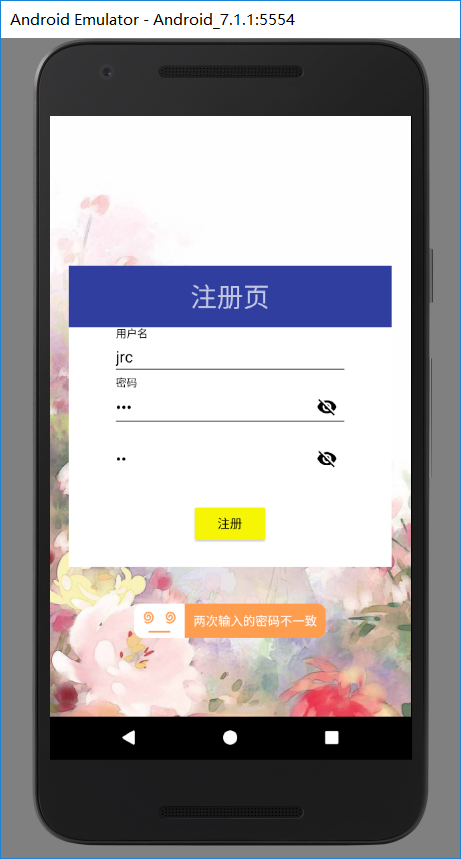 Android Emulator - Android_7.1.1:5554
注册页
用户名
jrc
密码
•••
••
注册
两次输入的密码不一致